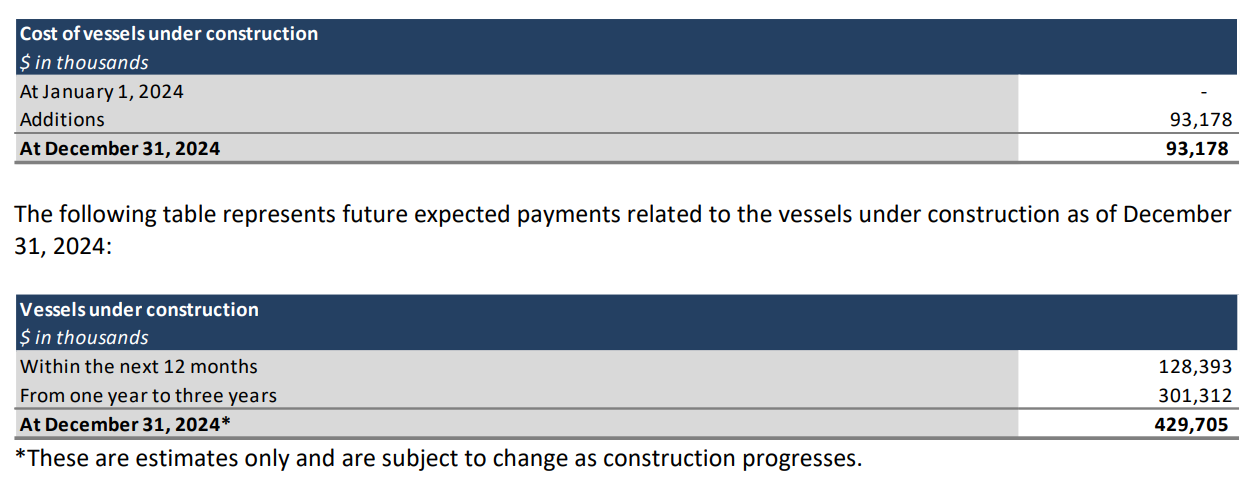 Cost of vessels under construction
$ in thousands
At January 1, 2024 -
Additions 93,178
At December 31, 2024 93,178
The following table represents future expected payments related to the vessels under construction as of December
31, 2024:
Vessels under construction
$ in thousands
Within the next 12 months 128,393
From one year to three years 301,312
At December 31, 2024* 429,705
*These are estimates only and are subject to change as construction progresses.